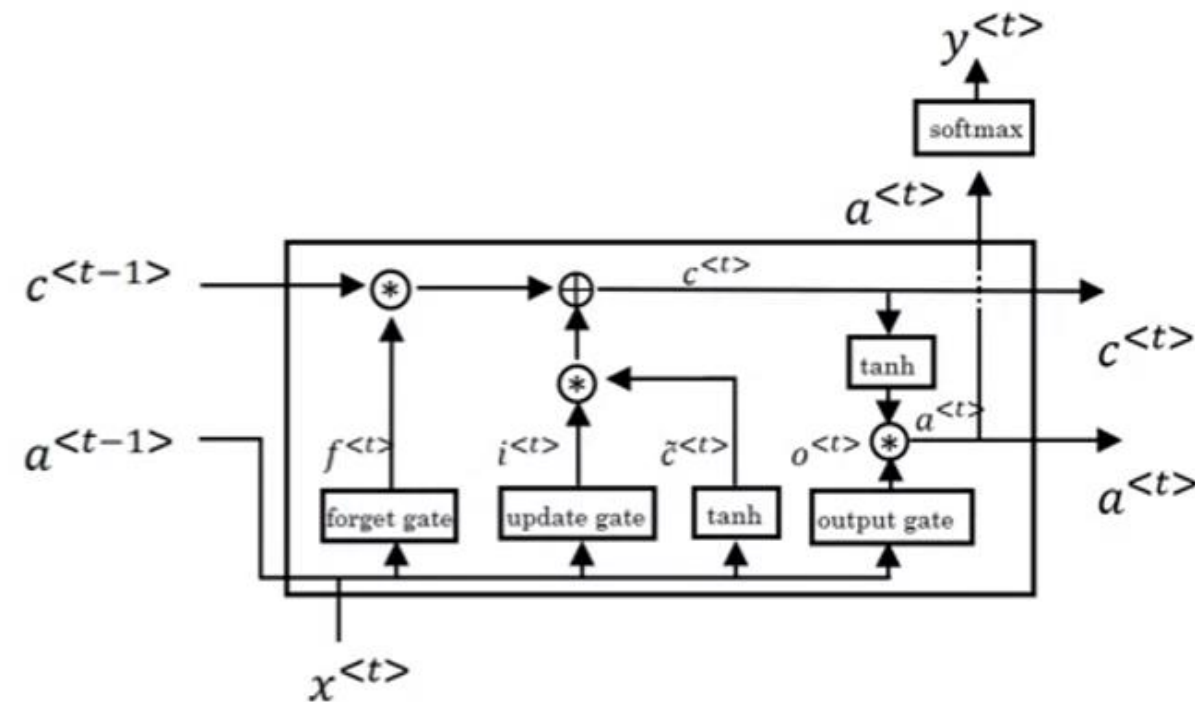 y^{<t>}
softmax
a^{<t>}
c^{<t-1>}
c^{<t>}
c^{<t>}
tanh
a^{<t-1>}
f^{<t>}
i^{<t>}
c̃^{<t>}
o^{<t>}
a^{<t>}
a^{<t>}
forget gate
update gate
tanh
output gate
x^{<t>}